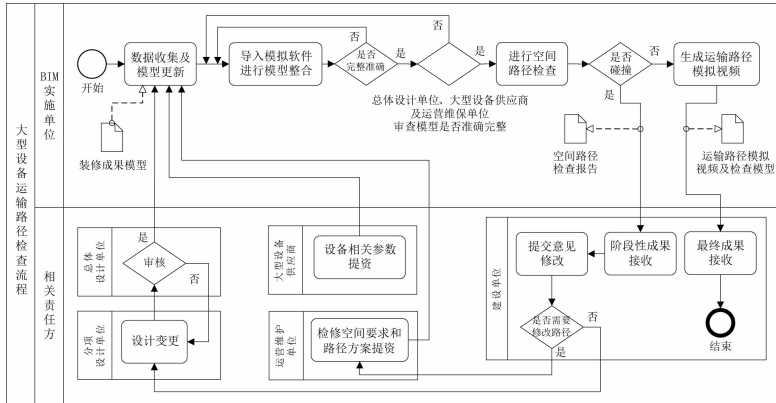 大型设备运输路径检查流程
BIM
实施单位
开始
数据收集及
模型更新
装修成果模型
导入模拟软件
进行模型整合
否
是否
完整准确
是
否
是
总体设计单位、大型设备供应商
及运营维保单位
审查模型是否准确完整
进行空间
路径检查
是否
碰撞
否
是
生成运输路径
模拟视频
空间路径
检查报告
运输路径模拟
视频及检查模型
相关责任方
总体
设计单位
是
审核
否
分项
设计单位
设计变更
大型设备
供应商
设备相关参数
提资
运营维护
单位
检修空间要求和
路径方案提资
建设单位
提交意见
修改
阶段性成果
接收
最终成果
接收
是否需要
修改路径
否
是
结束